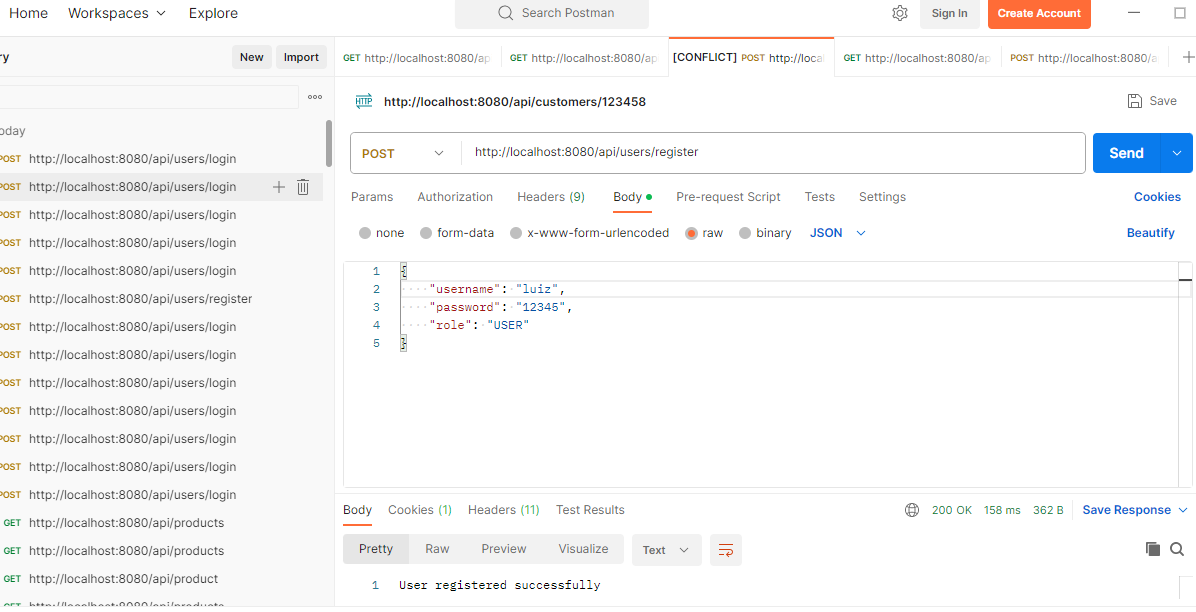 Home Workspaces Explore Search Postman Sign In Create Account
ry New Import GET http://localhost:8080/ap GET http://localhost:8080/ap [CONFLICT] POST http://loca GET http://localhost:8080/ap POST http://localhost:8080/a
HTTP http://localhost:8080/api/customers/123458 Save
oday
POST http://localhost:8080/api/users/login
POST http://localhost:8080/api/users/login
POST http://localhost:8080/api/users/login
POST http://localhost:8080/api/users/login
POST http://localhost:8080/api/users/login
POST http://localhost:8080/api/users/register
POST http://localhost:8080/api/users/login
POST http://localhost:8080/api/users/login
POST http://localhost:8080/api/users/login
POST http://localhost:8080/api/users/login
POST http://localhost:8080/api/users/login
POST http://localhost:8080/api/users/login
POST http://localhost:8080/api/users/login
GET http://localhost:8080/api/products
GET http://localhost:8080/api/products
GET http://localhost:8080/api/product
GET http://localhost:8080/api/products
POST http://localhost:8080/api/users/register Send
Params Authorization Headers (9) Body Pre-request Script Tests Settings Cookies
none form-data x-www-form-urlencoded raw binary JSON Beautify
1 {
2 "username": "luiz",
3 "password": "12345",
4 "role": "USER"
5 }
Body Cookies (1) Headers (11) Test Results 200 OK 158 ms 362 B Save Response
Pretty Raw Preview Visualize Text
1 User registered successfully